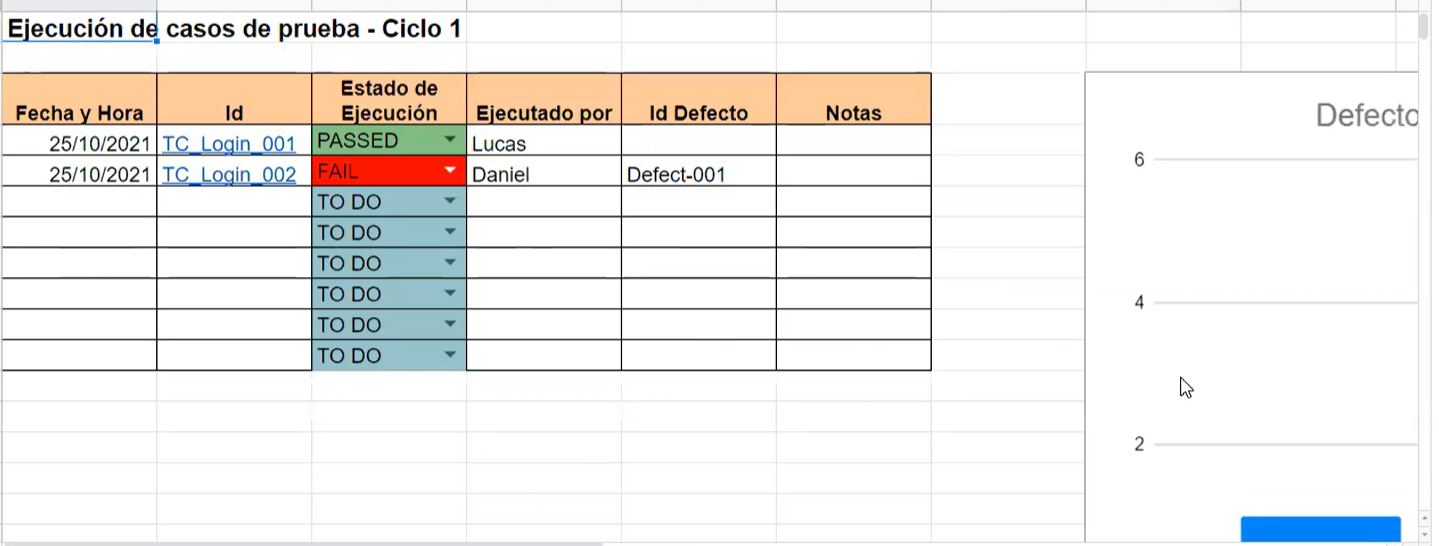 Ejecución de casos de prueba - Ciclo 1
Fecha y Hora Id Estado de Ejecución Ejecutado por Id Defecto Notas
25/10/2021 TC_Login_001 PASSED Lucas
25/10/2021 TC_Login_002 FAIL Daniel Defect-001
TO DO
TO DO
TO DO
TO DO
TO DO
TO DO
Defecto
6
4
2